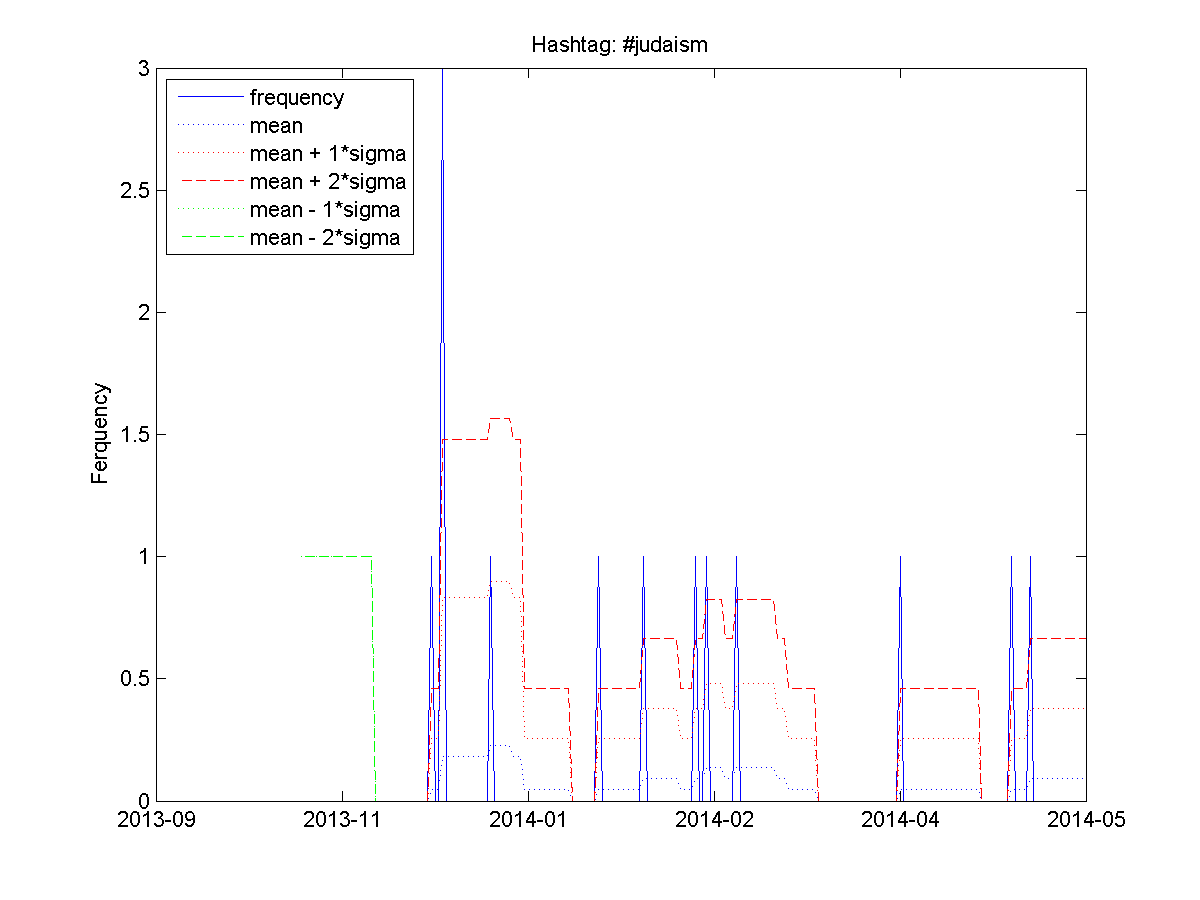 Hashtag: #judaism
3
2.5
2
1.5
1
0.5
0
Ferquency
frequency
mean
mean + 1*sigma
mean + 2*sigma
mean - 1*sigma
mean - 2*sigma
2013-09 2013-11 2014-01 2014-02 2014-04 2014-05